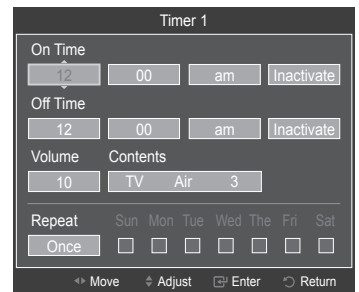 Timer 1
On Time
12 00 am Inactivate
Off Time
12 00 am Inactivate
Volume Contents
10 TV Air 3
Repeat Sun Mon Tue Wed The Fri Sat
Once
Move Adjust Enter Return